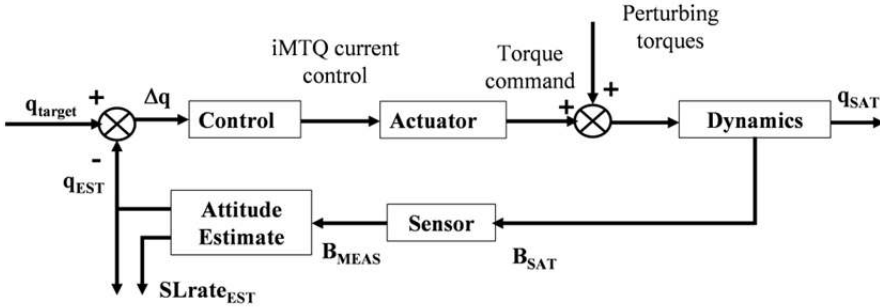 Perturbing
torques
iMTQ current
control
Torque
command
q_target
+
Δq
Control
Actuator
+
+
Dynamics
q_SAT
-
q_EST
Attitude
Estimate
B_MEAS
Sensor
B_SAT
SLrate_EST